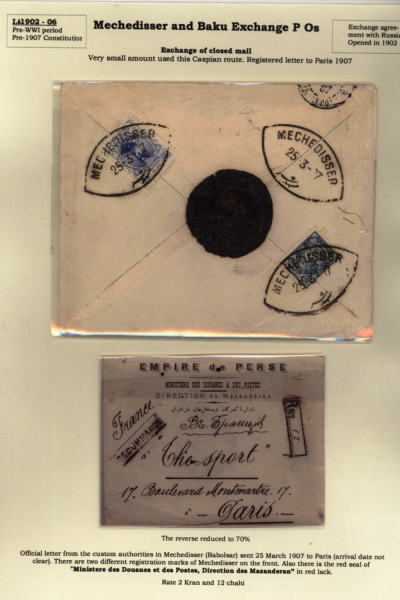 Li1902 - 06
Pre-WWI period
Pre-1907 Constitution
Mechedisser and Baku Exchange P Os
Exchange agree-
ment with Russia
Opened in 1902
Exchange of closed mail
Very small amount used this Caspian route. Registered letter to Paris 1907
MECHEDISSER
25·3-
MECHEDISSER
25·3-07
MECHEDISSER
EMPIRE de PERSE
MINISTÈRE DES DOUANES & DES POSTES
DIRECTION du Mazandéran
France
RECOMMANDÉ
"The sport"
17. Boulevard Montmartre. 17.
Paris
The reverse reduced to 70%
Official letter from the custom authorities in Mechedisser (Babolsar) sent 25 March 1907 to Paris (arrival date not
clear). There are two different registration marks of Mechedisser on the front. Also there is the red seal of
"Ministere des Douanes et des Postes, Direction des Mazanderan" in red lack.
Rate 2 Kran and 12 chahi